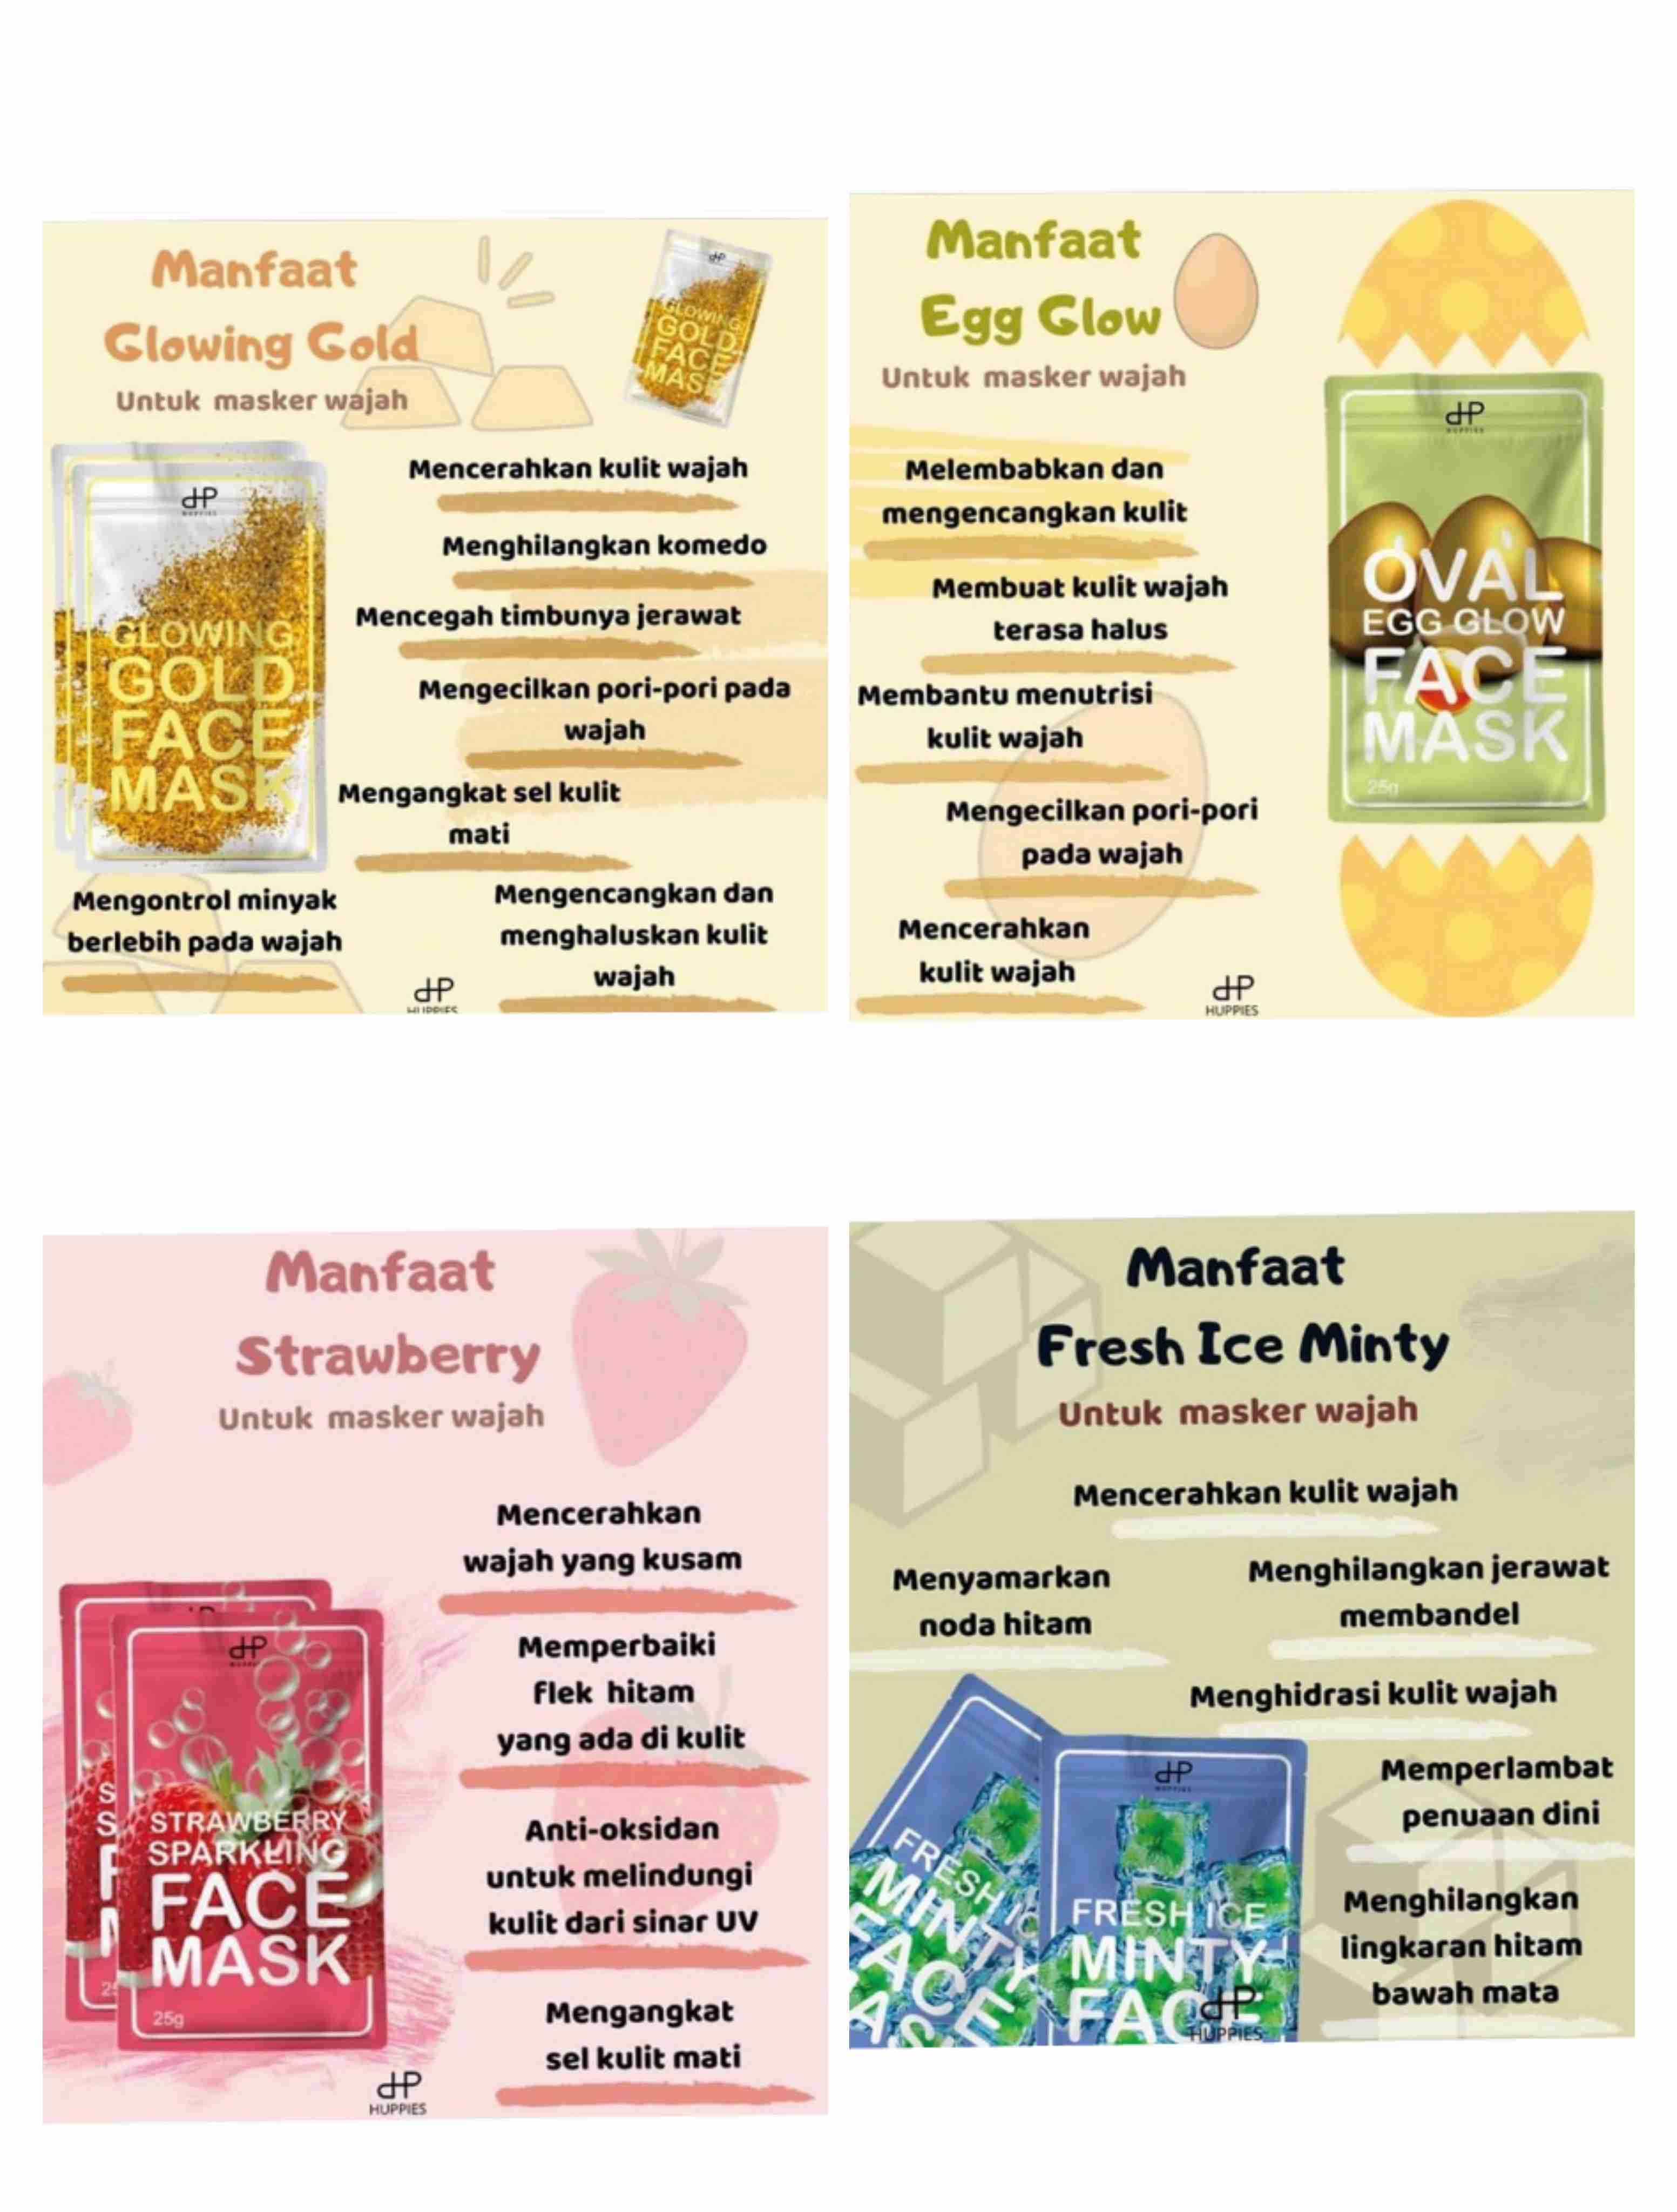 Manfaat
Glowing Gold
Untuk masker wajah
GLOWING
GOLD
FACE
MASK
Mencerahkan kulit wajah
Menghilangkan komedo
Mencegah timbunya jerawat
Mengecilkan pori-pori pada
wajah
Mengangkat sel kulit
mati
Mengontrol minyak
berlebih pada wajah
Mengencangkan dan
menghaluskan kulit
wajah
HP
HUPPIES
GLOWING
GOLD
FACE
MASK
Manfaat
Egg Glow
Untuk masker wajah
Melembabkan dan
mengencangkan kulit
Membuat kulit wajah
terasa halus
Membantu menutrisi
kulit wajah
Mengecilkan pori-pori
pada wajah
Mencerahkan
kulit wajah
HP
HUPPIES
HP
HUPPIES
OVAL
EGG GLOW
FACE
MASK
25g
Manfaat
Strawberry
Untuk masker wajah
Mencerahkan
wajah yang kusam
Memperbaiki
flek hitam
yang ada di kulit
Anti-oksidan
untuk melindungi
kulit dari sinar UV
Mengangkat
sel kulit mati
HP
STRAWBERRY
SPARKLING
FACE
MASK
25g
HP
HUPPIES
Manfaat
Fresh Ice Minty
Untuk masker wajah
Mencerahkan kulit wajah
Menyamarkan
noda hitam
Menghilangkan jerawat
membandel
Menghidrasi kulit wajah
Memperlambat
penuaan dini
Menghilangkan
lingkaran hitam
bawah mata
FRESH IC
MINTY
FACE
HP
FRESH ICE
MINTY
FACE
HP
HUPPIES